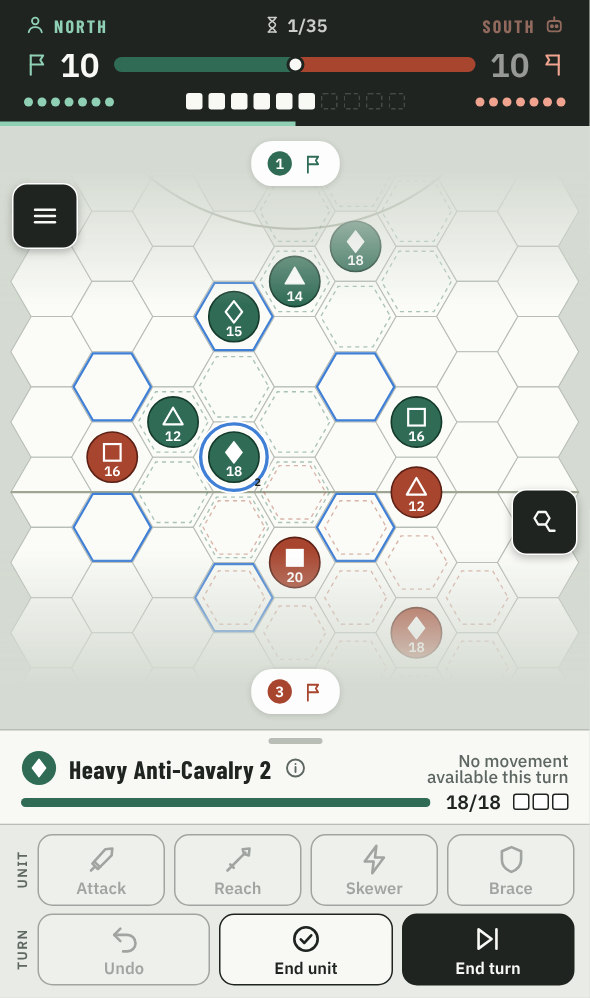 NORTH
1/35
SOUTH
10
10
1
18
14
15
12
16
16
18
2
12
20
18
3
Heavy Anti-Cavalry 2
No movement
available this turn
18/18
UNIT
Attack
Reach
Skewer
Brace
TURN
Undo
End unit
End turn